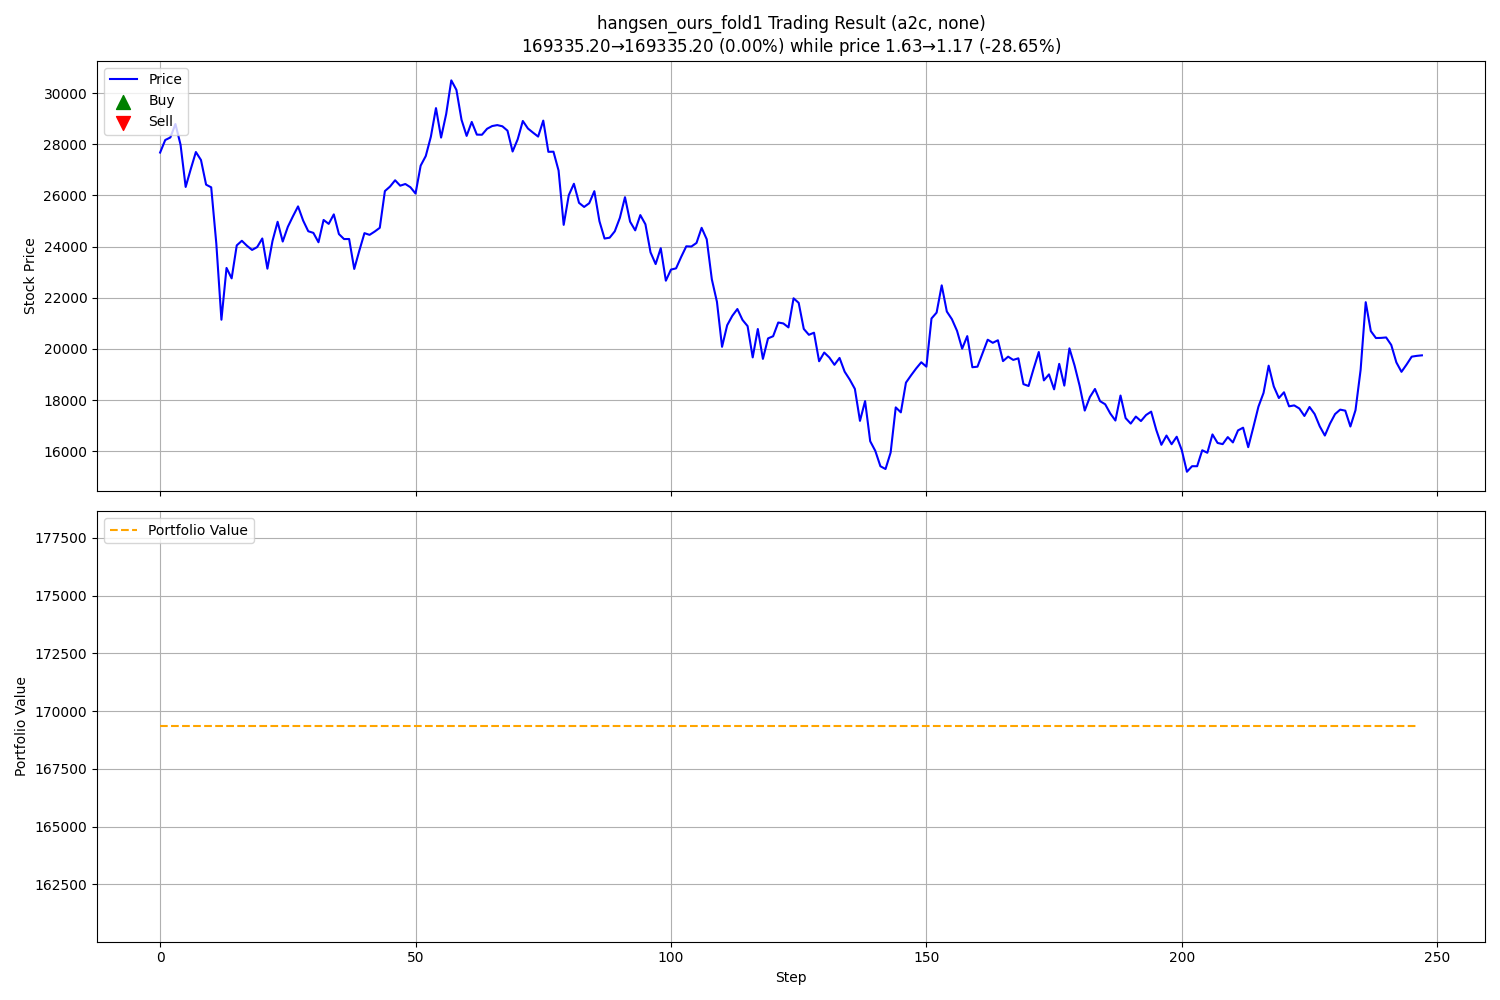 hangsen_ours_fold1 Trading Result (a2c, none)
169335.20→169335.20 (0.00%) while price 1.63→1.17 (-28.65%)
Price
Buy
Sell
Stock Price
30000
28000
26000
24000
22000
20000
18000
16000
Portfolio Value
Portfolio Value
177500
175000
172500
170000
167500
165000
162500
0 50 100 150 200 250
Step